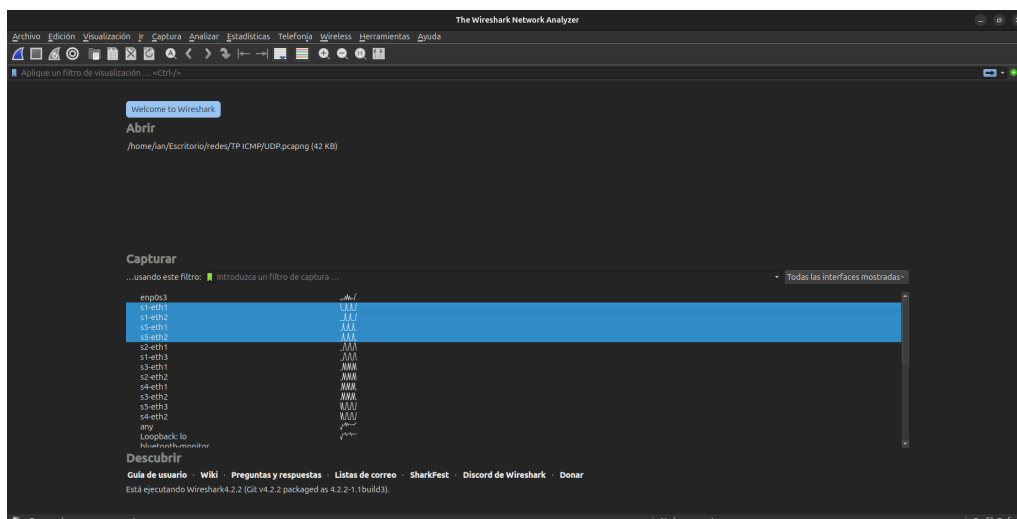 The Wireshark Network Analyzer
Archivo Edición Visualización Ir Captura Analizar Estadísticas Telefonía Wireless Herramientas Ayuda
Aplique un filtro de visualización … <Ctrl-/>
Welcome to Wireshark
Abrir
/home/ian/Escritorio/redes/TP ICMP/UDP.pcapng (42 KB)
Capturar
…usando este filtro: Introduzca un filtro de captura … Todas las interfaces mostradas
enp0s3
s1-eth1
s1-eth2
s5-eth1
s5-eth2
s2-eth1
s1-eth3
s3-eth1
s2-eth2
s4-eth1
s3-eth2
s5-eth3
s4-eth2
any
Loopback: lo
bluetooth-monitor
Descubrir
Guía de usuario · Wiki · Preguntas y respuestas · Listas de correo · SharkFest · Discord de Wireshark · Donar
Está ejecutando Wireshark4.2.2 (Git v4.2.2 packaged as 4.2.2-1.1build3).